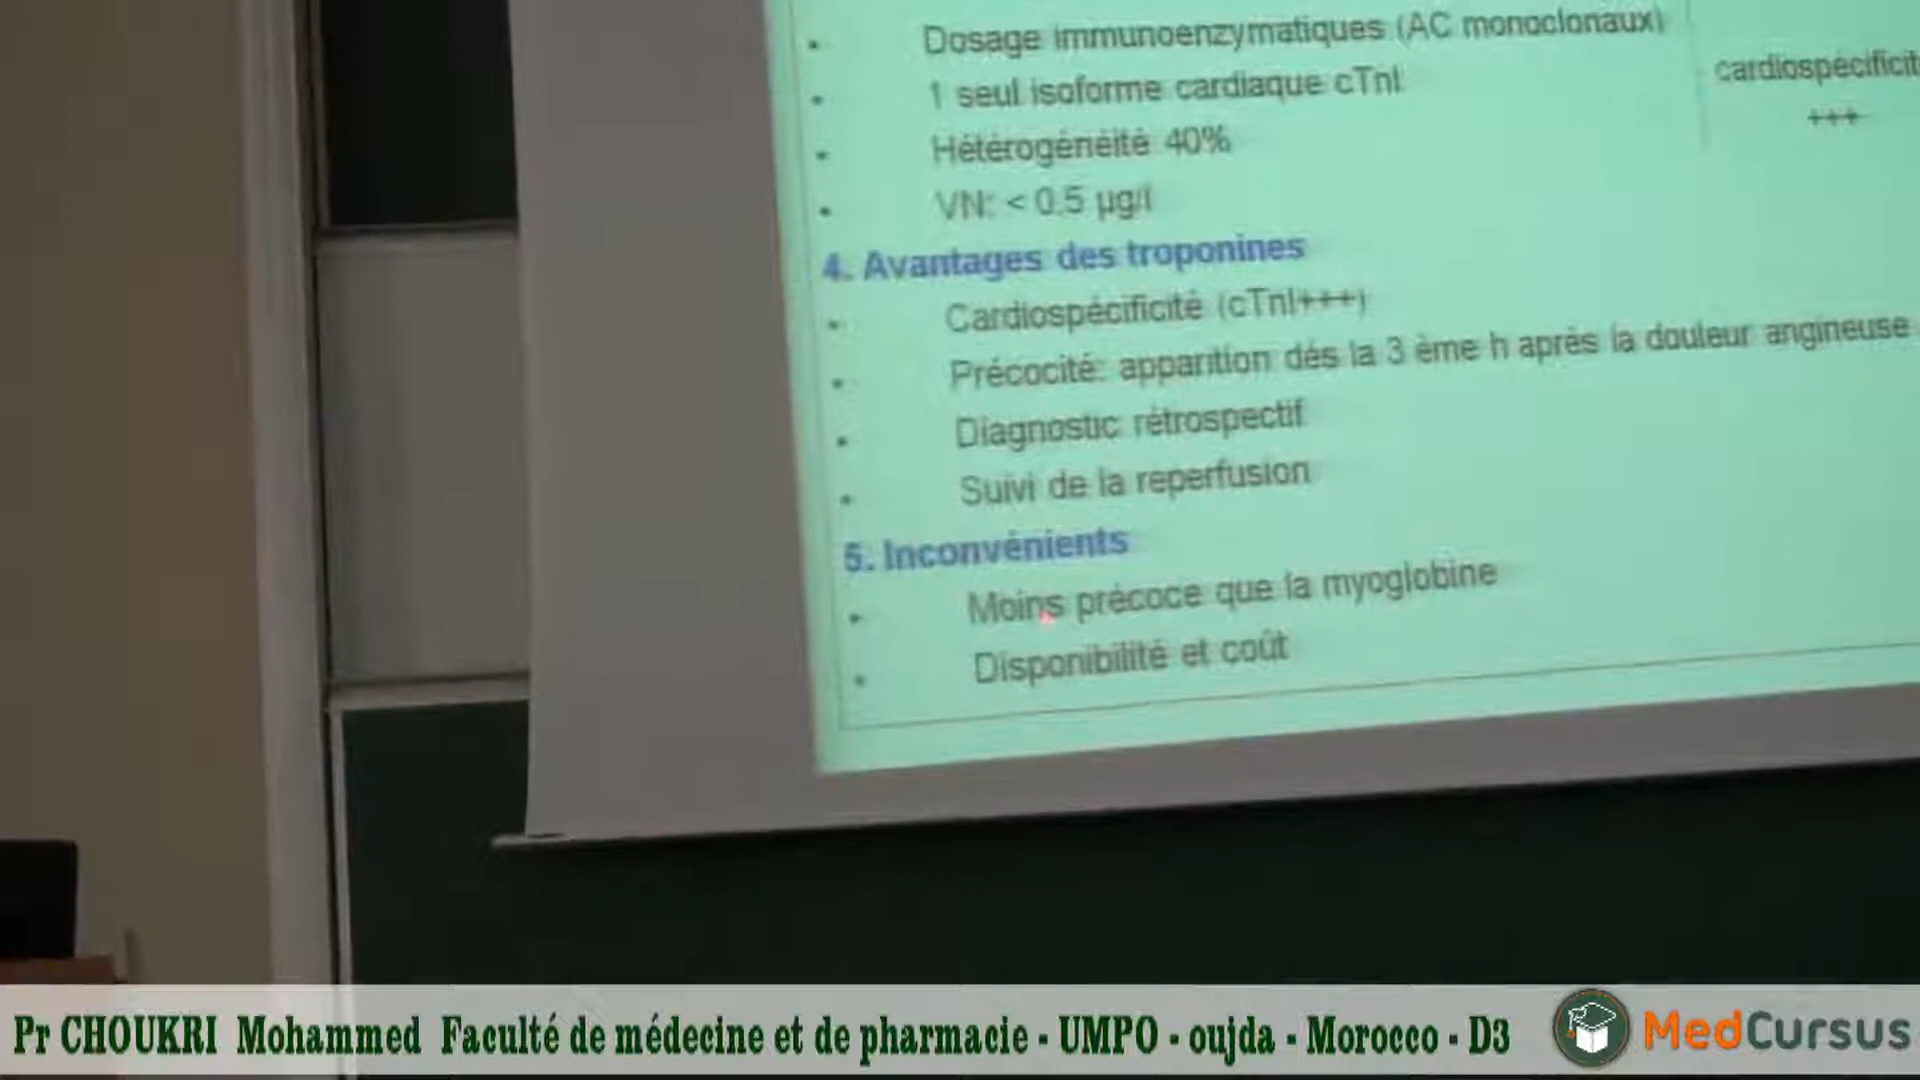 • Dosage immunoenzymatiques (AC monoclonaux)
• 1 seul isoforme cardiaque cTnI
cardiospécificit
+++
• Hétérogénéité 40%
• VN: < 0.5 µg/l
4. Avantages des troponines
• Cardiospécificité (cTnI+++)
• Précocité: apparition dés la 3 ème h après la douleur angineuse
• Diagnostic rétrospectif
• Suivi de la reperfusion
5. Inconvénients
• Moins précoce que la myoglobine
• Disponibilité et coût
Pr CHOUKRI Mohammed Faculté de médecine et de pharmacie - UMPO - oujda - Morocco - D3
MedCursus